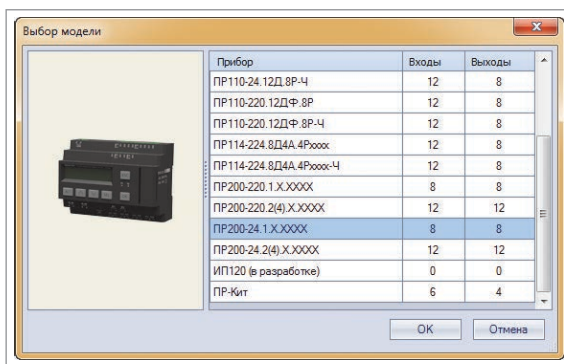 Выбор модели
Прибор Входы Выходы
ПР110-24.12Д.8Р-Ч 12 8
ПР110-220.12ДФ.8Р 12 8
ПР110-220.12ДФ.8Р-Ч 12 8
ПР114-224.8Д4А.4Рхххх 12 8
ПР114-224.8Д4А.4Рхххх-Ч 12 8
ПР200-220.1.Х.ХХХХ 8 8
ПР200-220.2(4).Х.ХХХХ 12 12
ПР200-24.1.Х.ХХХХ 8 8
ПР200-24.2(4).Х.ХХХХ 12 12
ИП120 (в разработке) 0 0
ПР-Кит 6 4
ОК Отмена